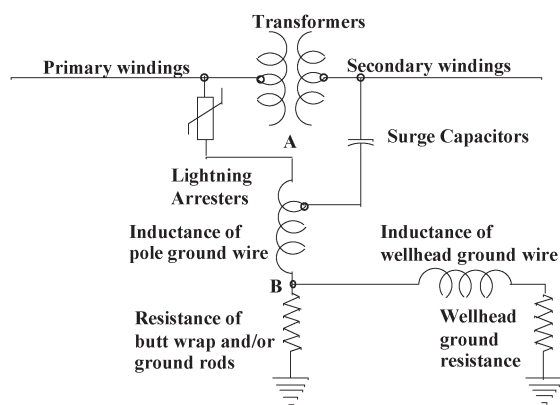 Transformers
Primary windings
Secondary windings
A
Surge Capacitors
Lightning
Arresters
Inductance of
pole ground wire
Inductance of
wellhead ground wire
B
Resistance of
butt wrap and/or
ground rods
Wellhead
ground
resistance